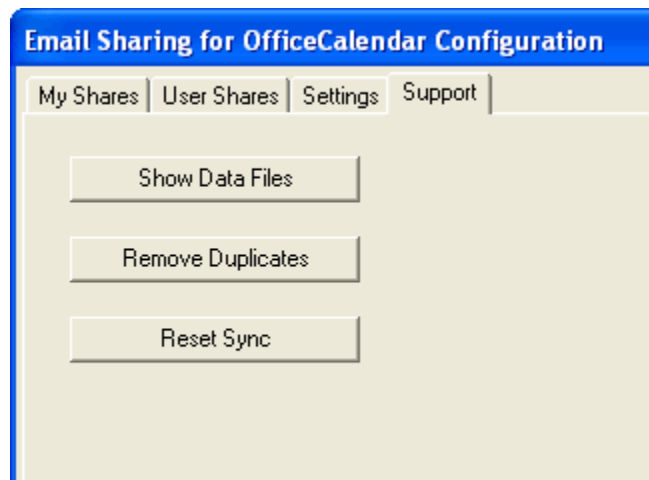 Email Sharing for OfficeCalendar Configuration
My Shares User Shares Settings Support
Show Data Files
Remove Duplicates
Reset Sync